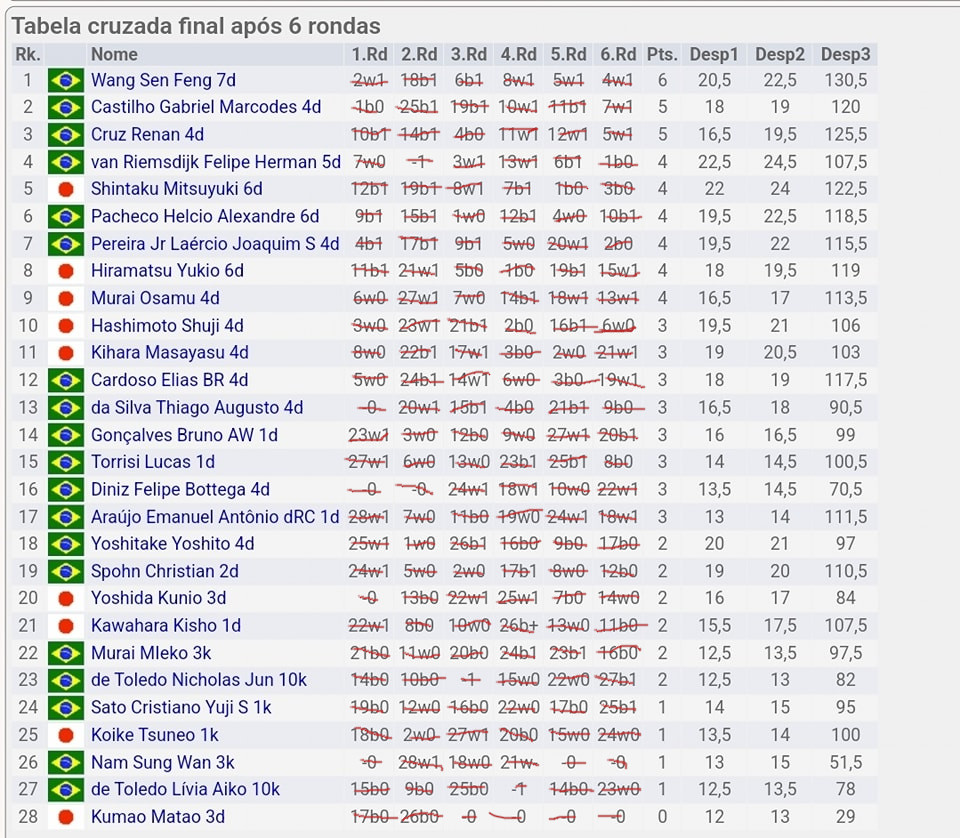 Tabela cruzada final após 6 rondas
Rk. Nome 1.Rd 2.Rd 3.Rd 4.Rd 5.Rd 6.Rd Pts. Desp1 Desp2 Desp3
1 Wang Sen Feng 7d 2w1 18b1 6b1 8w1 5w1 4w1 6 20,5 22,5 130,5
2 Castilho Gabriel Marcodes 4d 1b0 25b1 19b1 10w1 11b1 7w1 5 18 19 120
3 Cruz Renan 4d 10b1 14b1 4b0 11w1 12w1 5w1 5 16,5 19,5 125,5
4 van Riemsdijk Felipe Herman 5d 7w0 -1 3w1 13w1 6b1 1b0 4 22,5 24,5 107,5
5 Shintaku Mitsuyuki 6d 12b1 19b1 8w1 7b1 1b0 3b0 4 22 24 122,5
6 Pacheco Helcio Alexandre 6d 9b1 15b1 1w0 12b1 4w0 10b1 4 19,5 22,5 118,5
7 Pereira Jr Laércio Joaquim S 4d 4b1 17b1 9b1 5w0 20w1 2b0 4 19,5 22 115,5
8 Hiramatsu Yukio 6d 11b1 21w1 5b0 1b0 19b1 15w1 4 18 19,5 119
9 Murai Osamu 4d 6w0 27w1 7w0 14b1 18w1 13w1 4 16,5 17 113,5
10 Hashimoto Shuji 4d 3w0 23w1 21b1 2b0 16b1 6w0 3 19,5 21 106
11 Kihara Masayasu 4d 8w0 22b1 17w1 3b0 2w0 21w1 3 19 20,5 103
12 Cardoso Elias BR 4d 5w0 24b1 14w1 6w0 3b0 19w1 3 18 19 117,5
13 da Silva Thiago Augusto 4d -0 20w1 15b1 4b0 21b1 9b0 3 16,5 18 90,5
14 Gonçalves Bruno AW 1d 23w1 3w0 12b0 9w0 27w1 20b1 3 16 16,5 99
15 Torrisi Lucas 1d 27w1 6w0 13w0 23b1 25b1 8b0 3 14 14,5 100,5
16 Diniz Felipe Bottega 4d -0 -0 24w1 18w1 10w0 22w1 3 13,5 14,5 70,5
17 Araújo Emanuel Antônio dRC 1d 28w1 7w0 11b0 19w0 24w1 18w1 3 13 14 111,5
18 Yoshitake Yoshito 4d 25w1 1w0 26b1 16b0 9b0 17b0 2 20 21 97
19 Spohn Christian 2d 24w1 5w0 2w0 17b1 8w0 12b0 2 19 20 110,5
20 Yoshida Kunio 3d -0 13b0 22w1 25w1 7b0 14w0 2 16 17 84
21 Kawahara Kisho 1d 22w1 8b0 10w0 26b+ 13w0 11b0 2 15,5 17,5 107,5
22 Murai MIeko 3k 21b0 11w0 20b0 24b1 23b1 16b0 2 12,5 13,5 97,5
23 de Toledo Nicholas Jun 10k 14b0 10b0 -1 15w0 22w0 27b1 2 12,5 13 82
24 Sato Cristiano Yuji S 1k 19b0 12w0 16b0 22w0 17b0 25b1 1 14 15 95
25 Koike Tsuneo 1k 18b0 2w0 27w1 20b0 15w0 24w0 1 13,5 14 100
26 Nam Sung Wan 3k -0 28w1 18w0 21w- -0 -0 1 13 15 51,5
27 de Toledo Lívia Aiko 10k 15b0 9b0 25b0 -1 14b0 23w0 1 12,5 13,5 78
28 Kumao Matao 3d 17b0 26b0 -0 -0 -0 -0 0 12 13 29